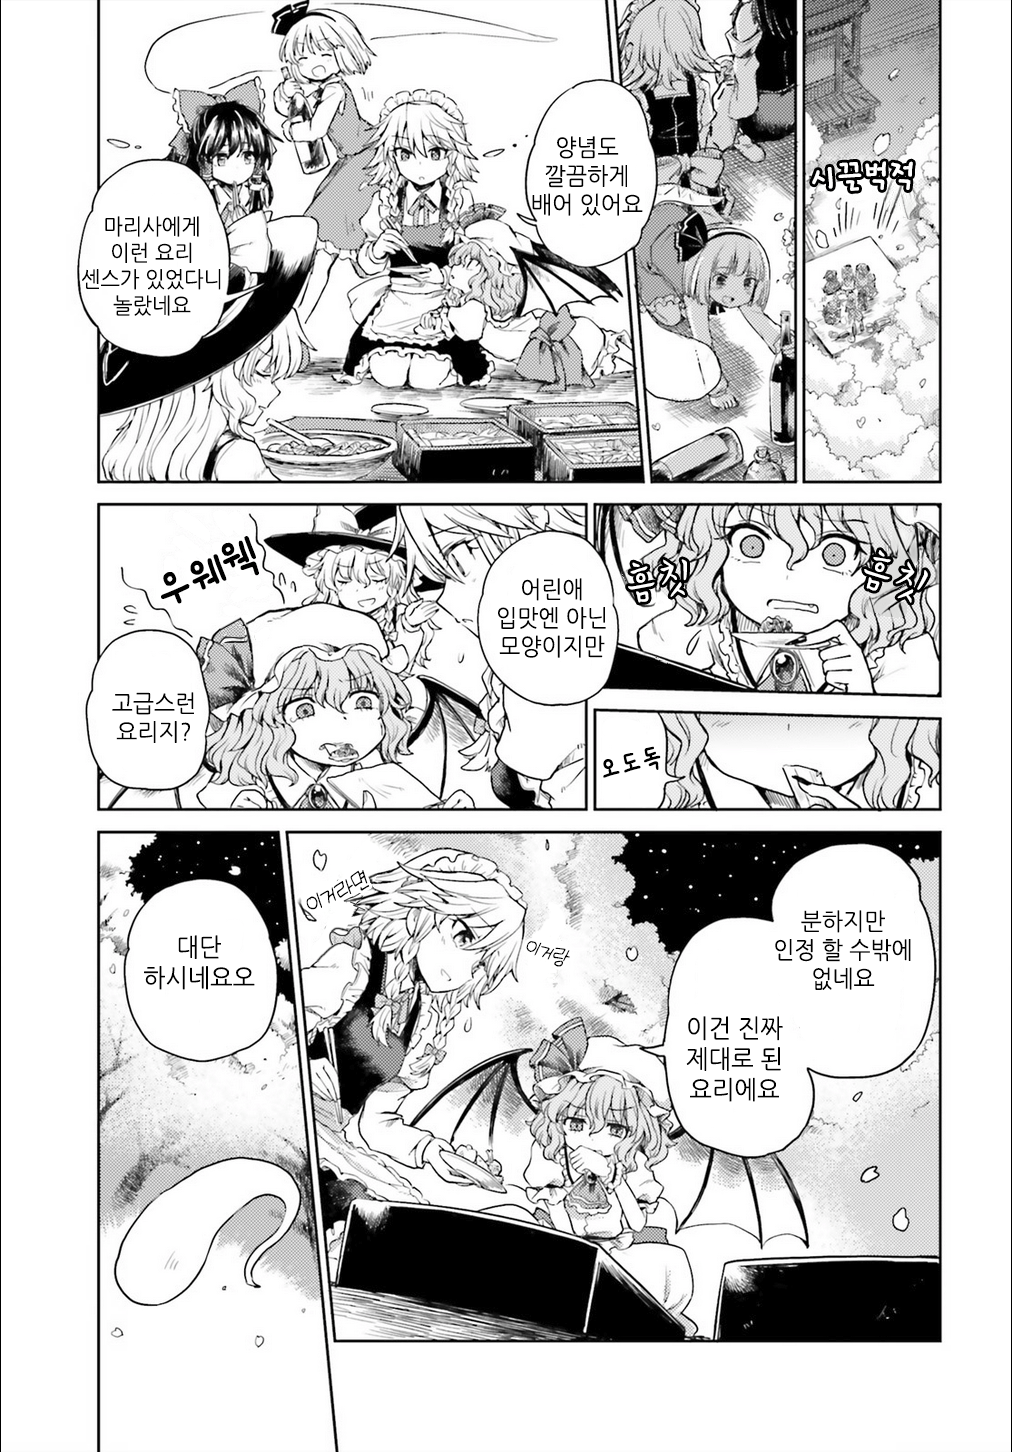 시끈벅적
양념도
깔끔하게
배어 있어요
마리사에게
이런 요리
센스가 있었다니
놀랐네요
흠칫
흠칫
오도독
어린애
입맛엔 아닌
모양이지만
우웨웩
고급스런
요리지?
분하지만
인정 할 수밖에
없네요
이건 진짜
제대로 된
요리에요
이거랑
이거라면
대단
하시네요오